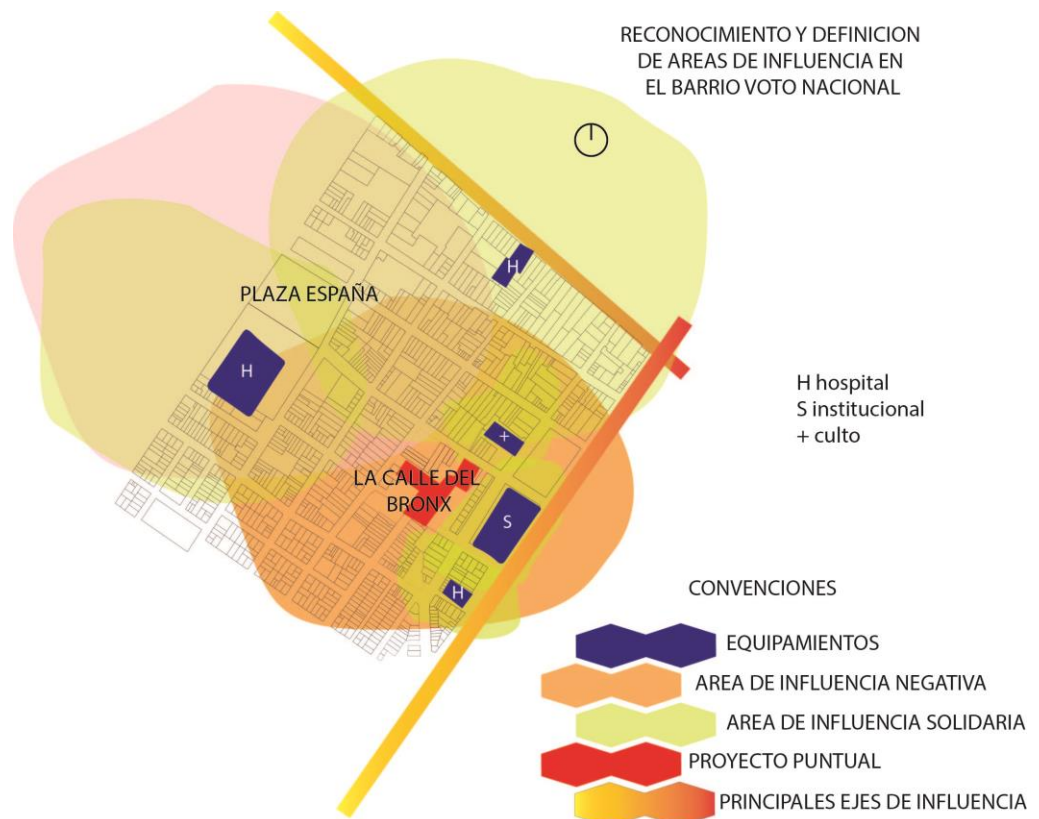 RECONOCIMIENTO Y DEFINICION
DE AREAS DE INFLUENCIA EN
EL BARRIO VOTO NACIONAL
H
PLAZA ESPAÑA
H
H hospital
S institucional
+ culto
+
LA CALLE DEL
BRONX
S
H
CONVENCIONES
EQUIPAMIENTOS
AREA DE INFLUENCIA NEGATIVA
AREA DE INFLUENCIA SOLIDARIA
PROYECTO PUNTUAL
PRINCIPALES EJES DE INFLUENCIA